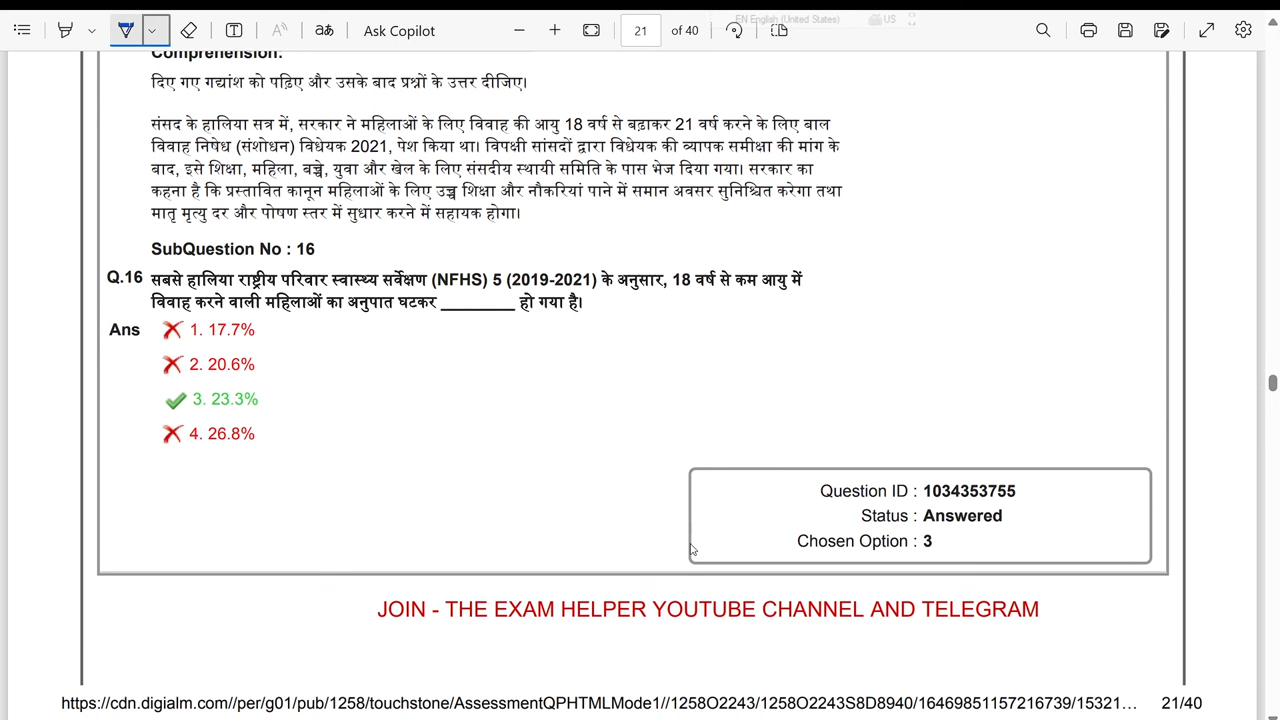 Ask Copilot
21 of 40
EN English (United States) US
Comprehension:
दिए गए गद्यांश को पढ़िए और उसके बाद प्रश्नों के उत्तर दीजिए।
संसद के हालिया सत्र में, सरकार ने महिलाओं के लिए विवाह की आयु 18 वर्ष से बढ़ाकर 21 वर्ष करने के लिए बाल
विवाह निषेध (संशोधन) विधेयक 2021, पेश किया था। विपक्षी सांसदों द्वारा विधेयक की व्यापक समीक्षा की मांग के
बाद, इसे शिक्षा, महिला, बच्चे, युवा और खेल के लिए संसदीय स्थायी समिति के पास भेज दिया गया। सरकार का
कहना है कि प्रस्तावित कानून महिलाओं के लिए उच्च शिक्षा और नौकरियां पाने में समान अवसर सुनिश्चित करेगा तथा
मातृ मृत्यु दर और पोषण स्तर में सुधार करने में सहायक होगा।
SubQuestion No : 16
Q.16 सबसे हालिया राष्ट्रीय परिवार स्वास्थ्य सर्वेक्षण (NFHS) 5 (2019-2021) के अनुसार, 18 वर्ष से कम आयु में
विवाह करने वाली महिलाओं का अनुपात घटकर ________ हो गया है।
Ans 1. 17.7%
2. 20.6%
3. 23.3%
4. 26.8%
Question ID : 1034353755
Status : Answered
Chosen Option : 3
JOIN - THE EXAM HELPER YOUTUBE CHANNEL AND TELEGRAM
https://cdn.digialm.com//per/g01/pub/1258/touchstone/AssessmentQPHTMLMode1//1258O2243/1258O2243S8D8940/16469851157216739/15321… 21/40